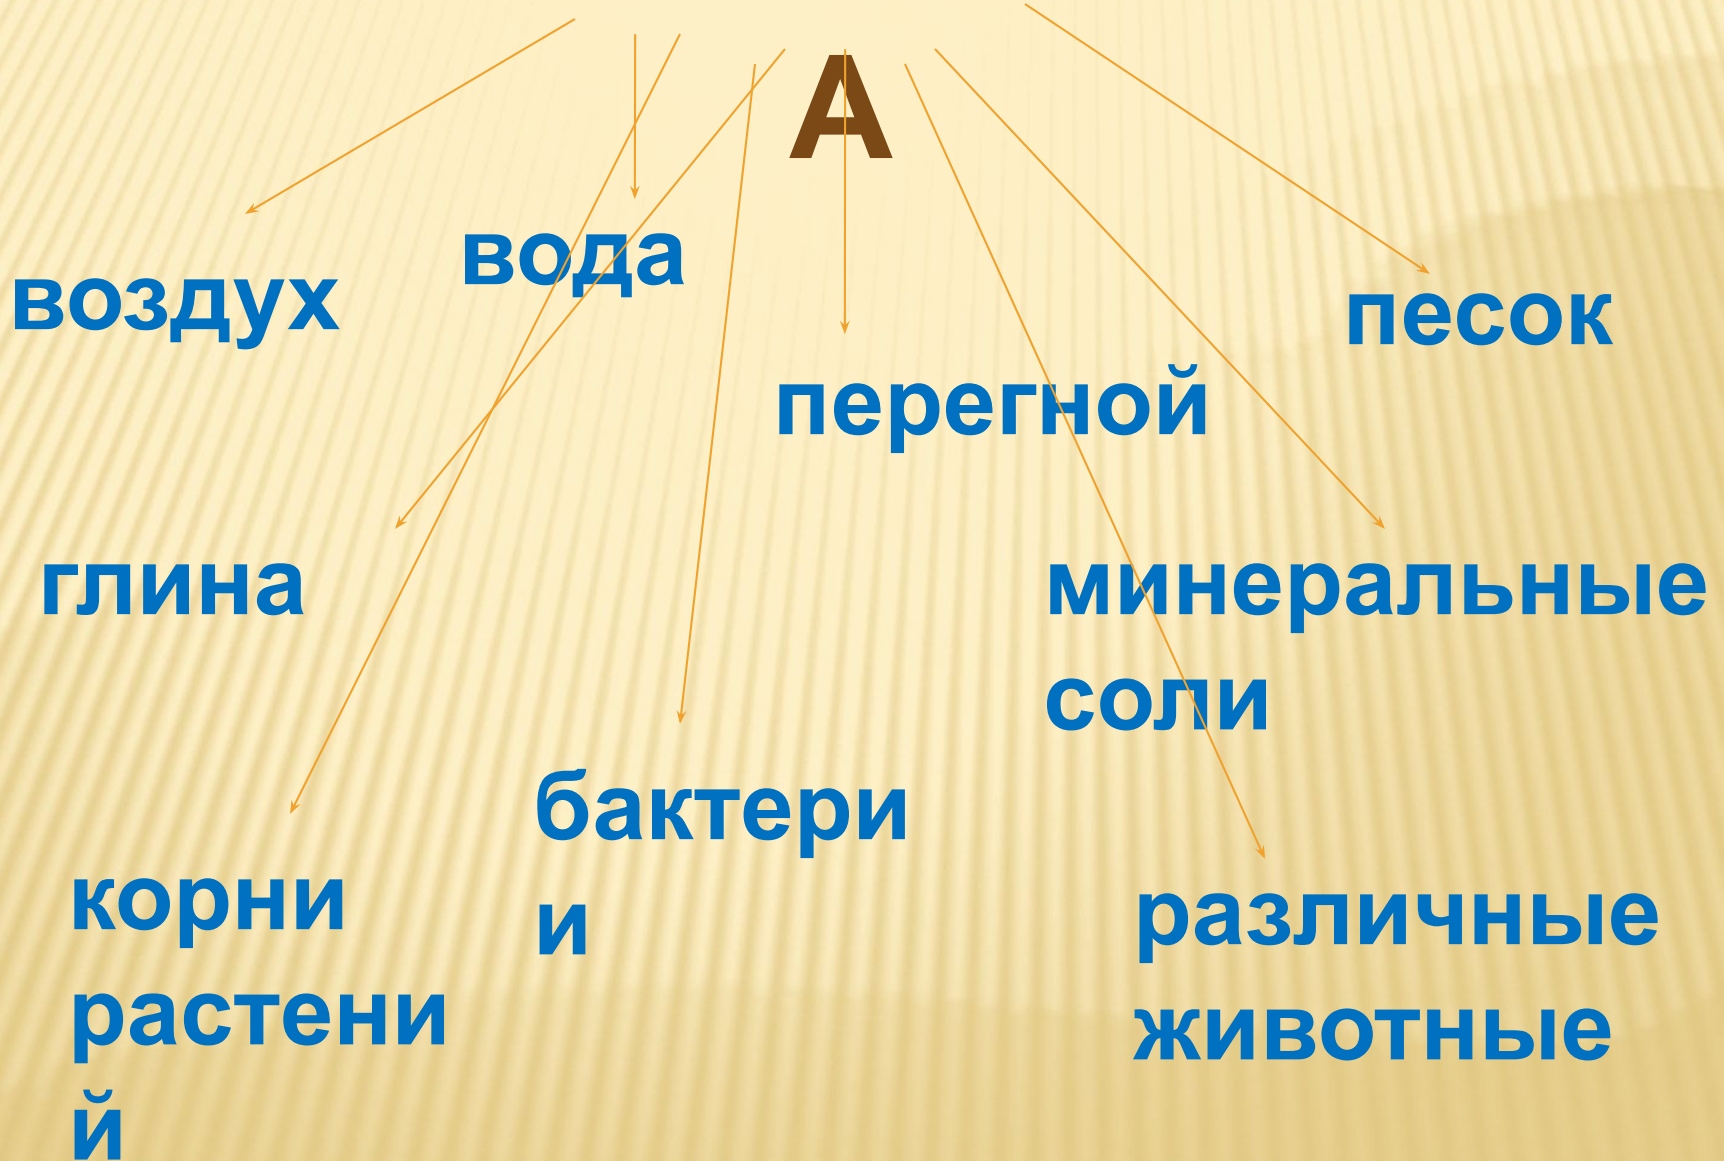 А
воздух
вода
песок
перегной
глина
минеральные
соли
бактери
и
корни
растени
й
различные
животные